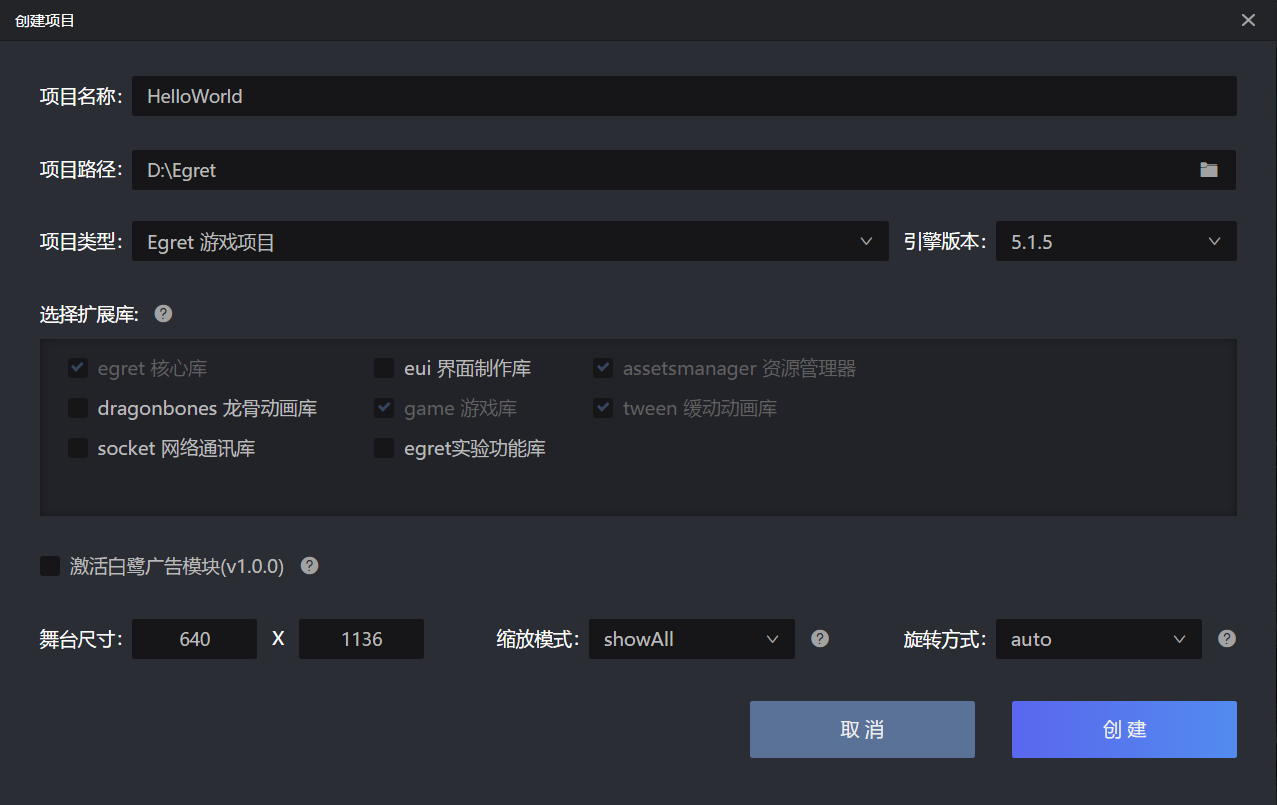 创建项目
项目名称: HelloWorld
项目路径: D:\Egret
项目类型: Egret 游戏项目 引擎版本: 5.1.5
选择扩展库: ?
egret 核心库 eui 界面制作库 assetsmanager 资源管理器
dragonbones 龙骨动画库 game 游戏库 tween 缓动动画库
socket 网络通讯库 egret实验功能库
激活白鹭广告模块(v1.0.0) ?
舞台尺寸: 640 X 1136 缩放模式: showAll ? 旋转方式: auto ?
取消 创建